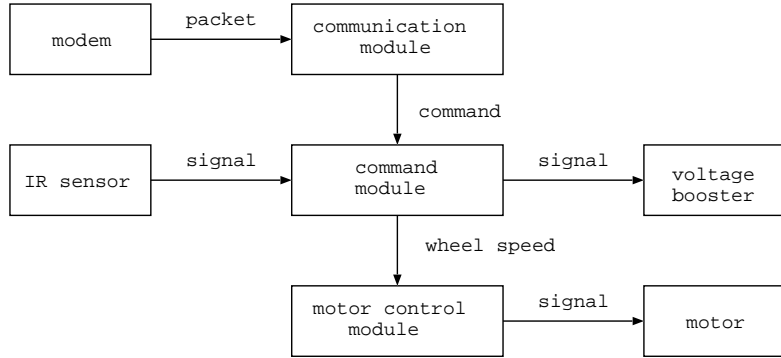 packet
modem
communication
module
command
signal
IR sensor
command
module
signal
voltage
booster
wheel speed
motor control
module
signal
motor